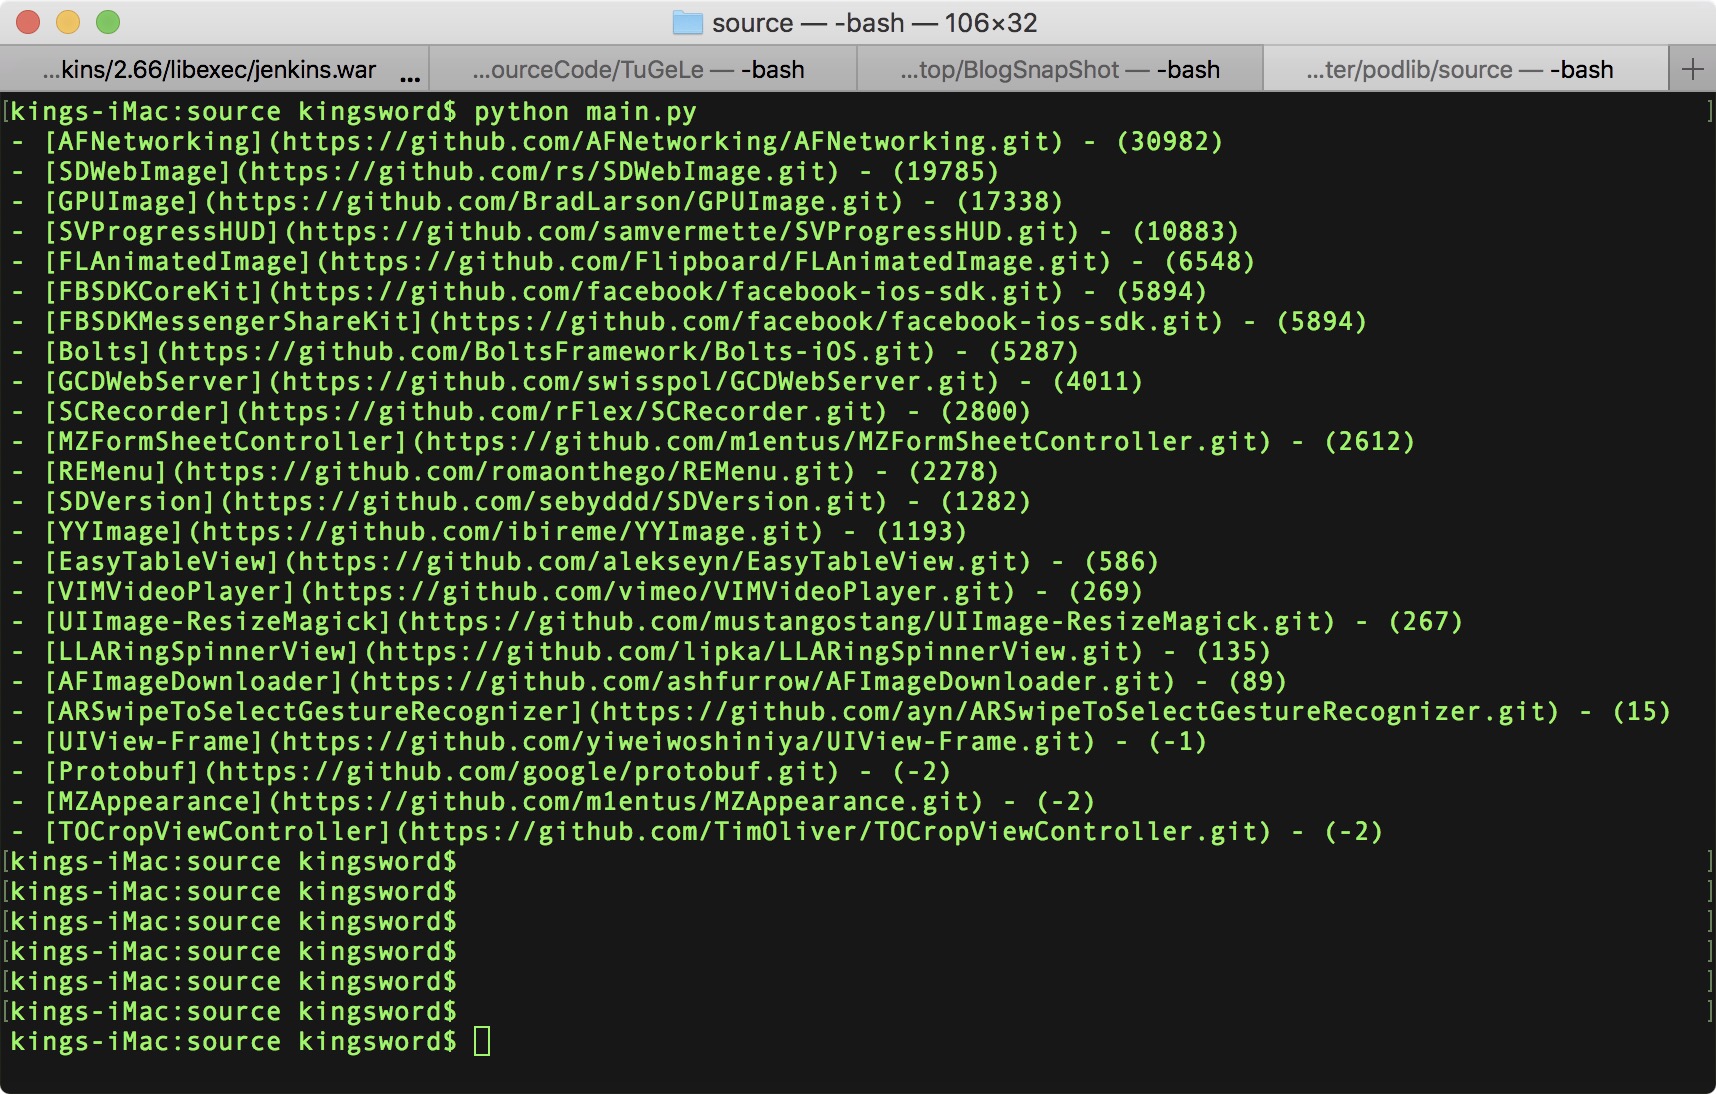 source — -bash — 106×32
...kins/2.66/libexec/jenkins.war ...
...ourceCode/TuGeLe — -bash
...top/BlogSnapShot — -bash
...ter/podlib/source — -bash
[kings-iMac:source kingsword$ python main.py ]
- [AFNetworking](https://github.com/AFNetworking/AFNetworking.git) - (30982)
- [SDWebImage](https://github.com/rs/SDWebImage.git) - (19785)
- [GPUImage](https://github.com/BradLarson/GPUImage.git) - (17338)
- [SVProgressHUD](https://github.com/samvermette/SVProgressHUD.git) - (10883)
- [FLAnimatedImage](https://github.com/Flipboard/FLAnimatedImage.git) - (6548)
- [FBSDKCoreKit](https://github.com/facebook/facebook-ios-sdk.git) - (5894)
- [FBSDKMessengerShareKit](https://github.com/facebook/facebook-ios-sdk.git) - (5894)
- [Bolts](https://github.com/BoltsFramework/Bolts-iOS.git) - (5287)
- [GCDWebServer](https://github.com/swisspol/GCDWebServer.git) - (4011)
- [SCRecorder](https://github.com/rFlex/SCRecorder.git) - (2800)
- [MZFormSheetController](https://github.com/m1entus/MZFormSheetController.git) - (2612)
- [REMenu](https://github.com/romaonthego/REMenu.git) - (2278)
- [SDVersion](https://github.com/sebyddd/SDVersion.git) - (1282)
- [YYImage](https://github.com/ibireme/YYImage.git) - (1193)
- [EasyTableView](https://github.com/alekseyn/EasyTableView.git) - (586)
- [VIMVideoPlayer](https://github.com/vimeo/VIMVideoPlayer.git) - (269)
- [UIImage-ResizeMagick](https://github.com/mustangostang/UIImage-ResizeMagick.git) - (267)
- [LLARingSpinnerView](https://github.com/lipka/LLARingSpinnerView.git) - (135)
- [AFImageDownloader](https://github.com/ashfurrow/AFImageDownloader.git) - (89)
- [ARSwipeToSelectGestureRecognizer](https://github.com/ayn/ARSwipeToSelectGestureRecognizer.git) - (15)
- [UIView-Frame](https://github.com/yiweiwoshiniya/UIView-Frame.git) - (-1)
- [Protobuf](https://github.com/google/protobuf.git) - (-2)
- [MZAppearance](https://github.com/m1entus/MZAppearance.git) - (-2)
- [TOCropViewController](https://github.com/TimOliver/TOCropViewController.git) - (-2)
[kings-iMac:source kingsword$ ]
[kings-iMac:source kingsword$ ]
[kings-iMac:source kingsword$ ]
[kings-iMac:source kingsword$ ]
[kings-iMac:source kingsword$ ]
[kings-iMac:source kingsword$ ]
kings-iMac:source kingsword$